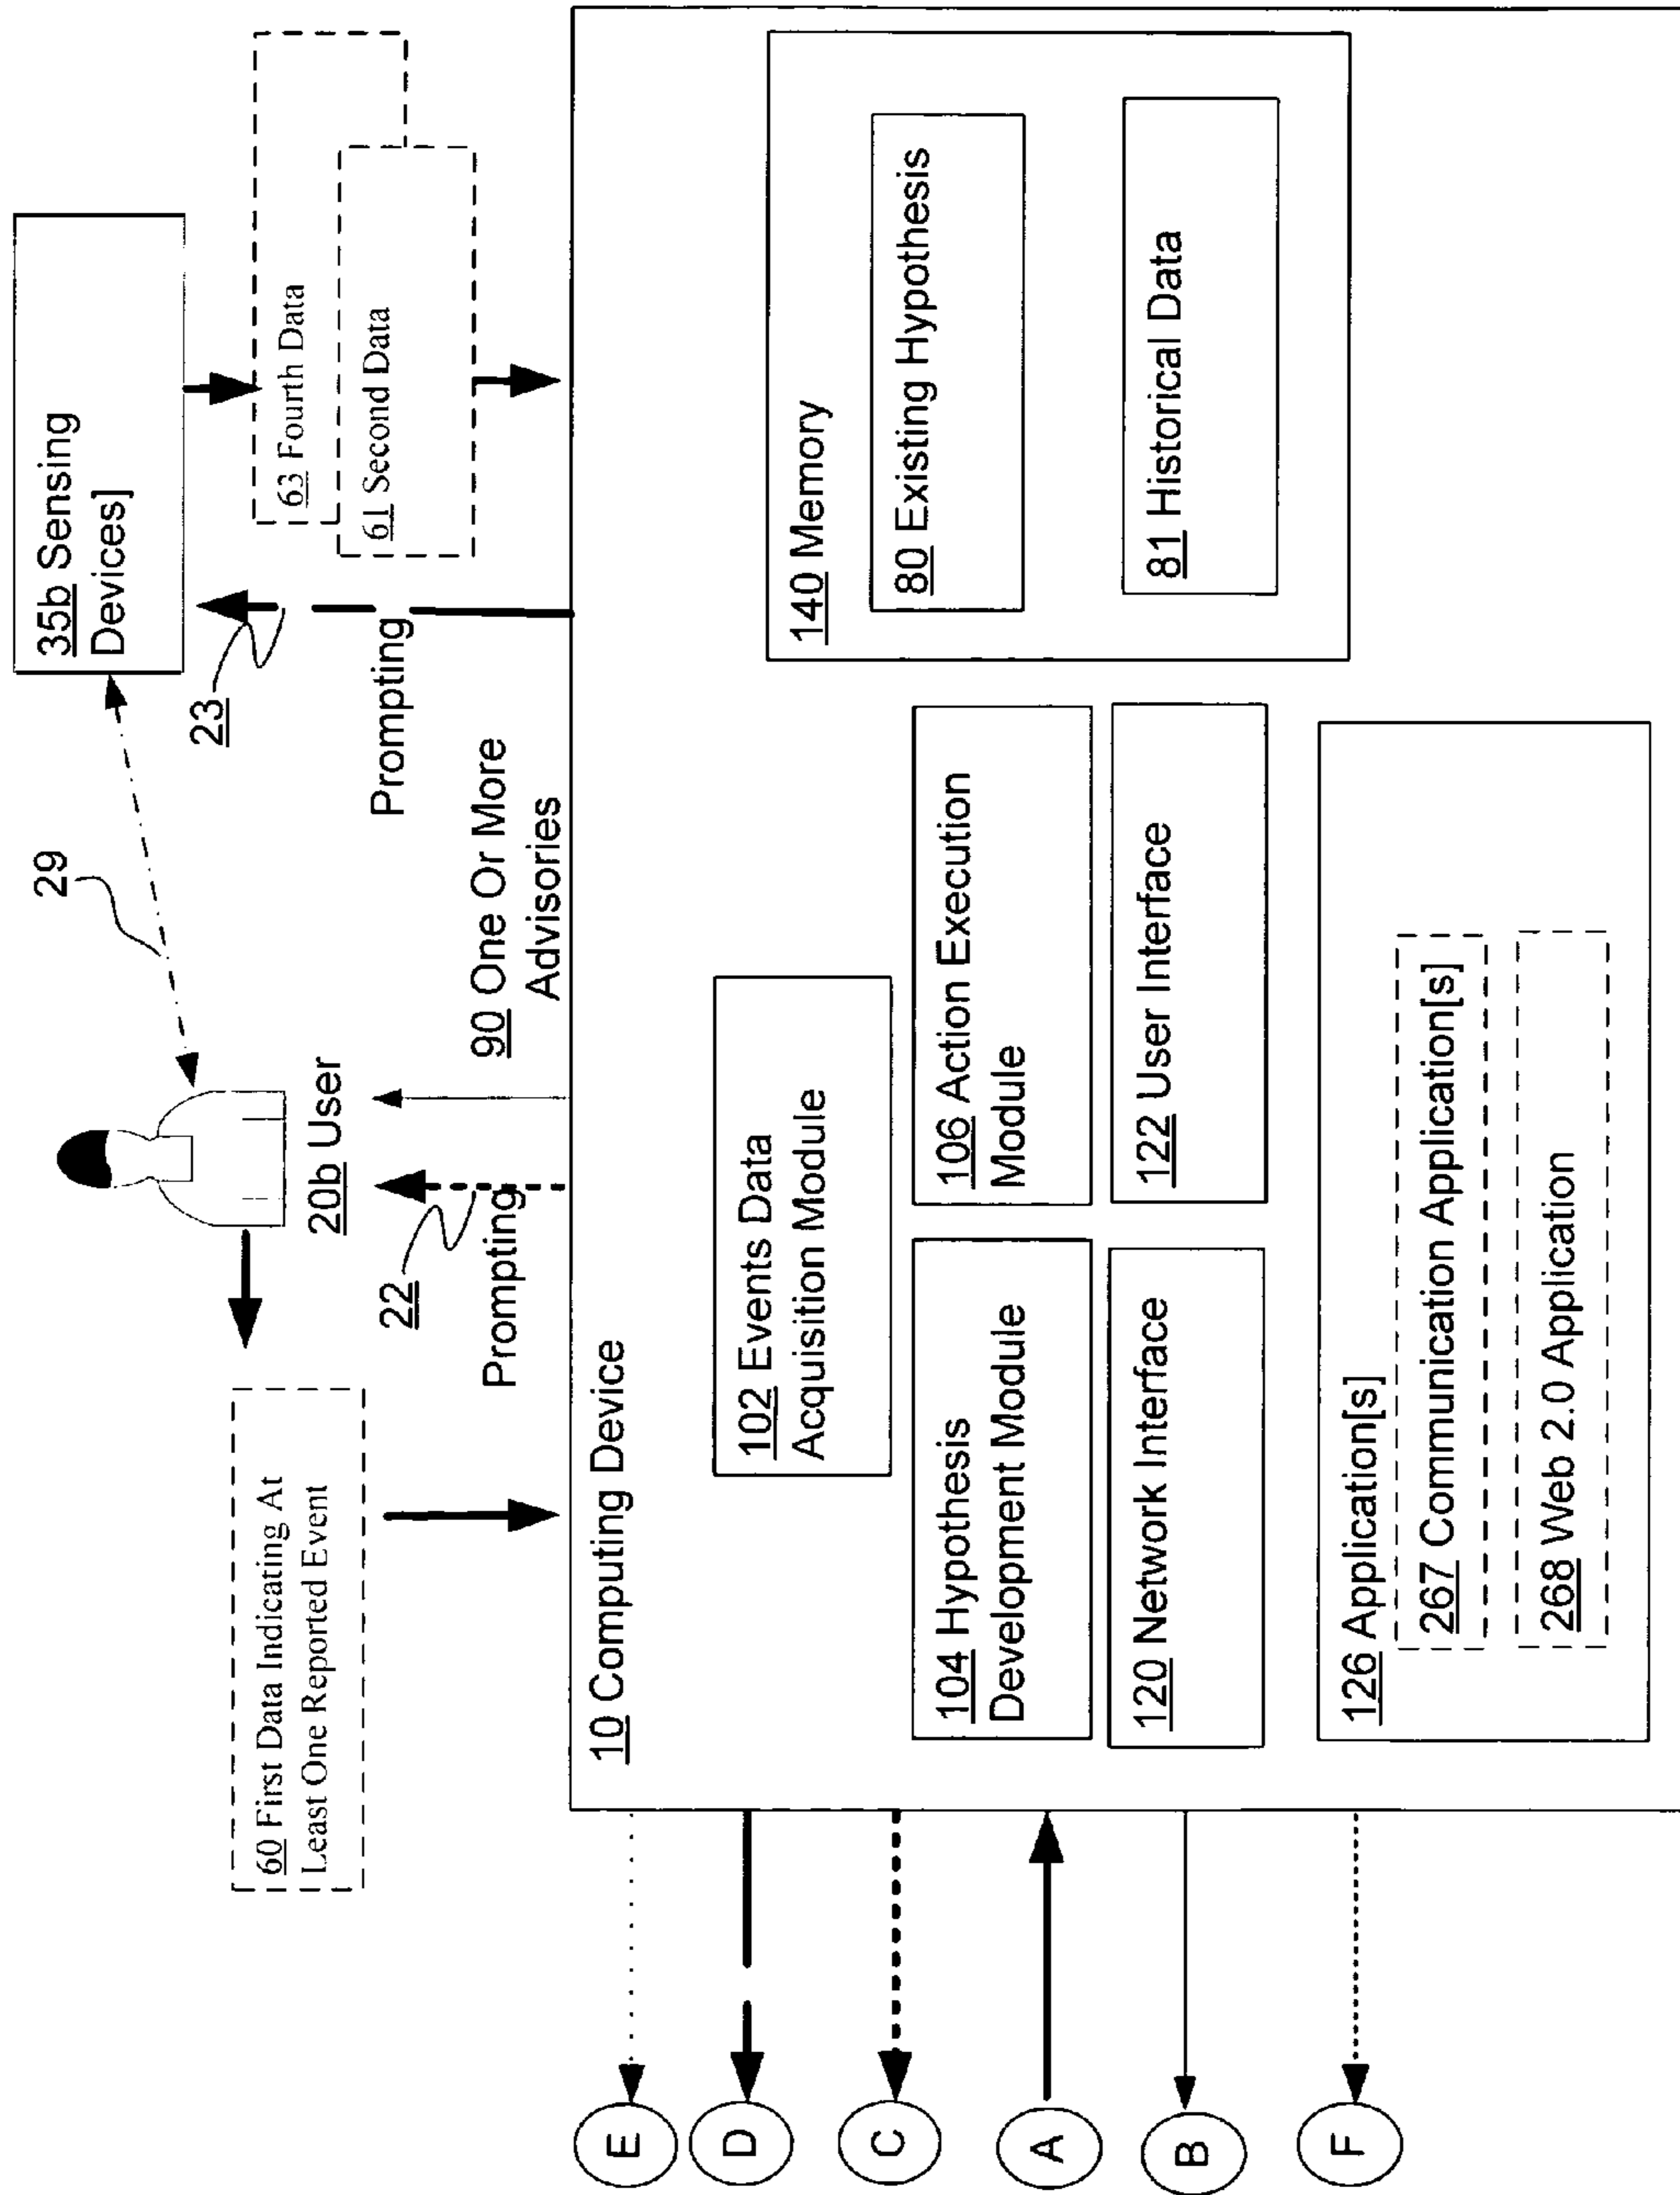 35b Sensing
Devices]
29
23
63 Fourth Data
61 Second Data
Prompting
20b User
60 First Data Indicating At
Least One Reported Event
22
Prompting
90 One Or More
Advisories
10 Computing Device
102 Events Data
Acquisition Module
104 Hypothesis
Development Module
106 Action Execution
Module
120 Network Interface
122 User Interface
126 Application[s]
267 Communication Application[s]
268 Web 2.0 Application
140 Memory
80 Existing Hypothesis
81 Historical Data
E
D
C
A
B
F